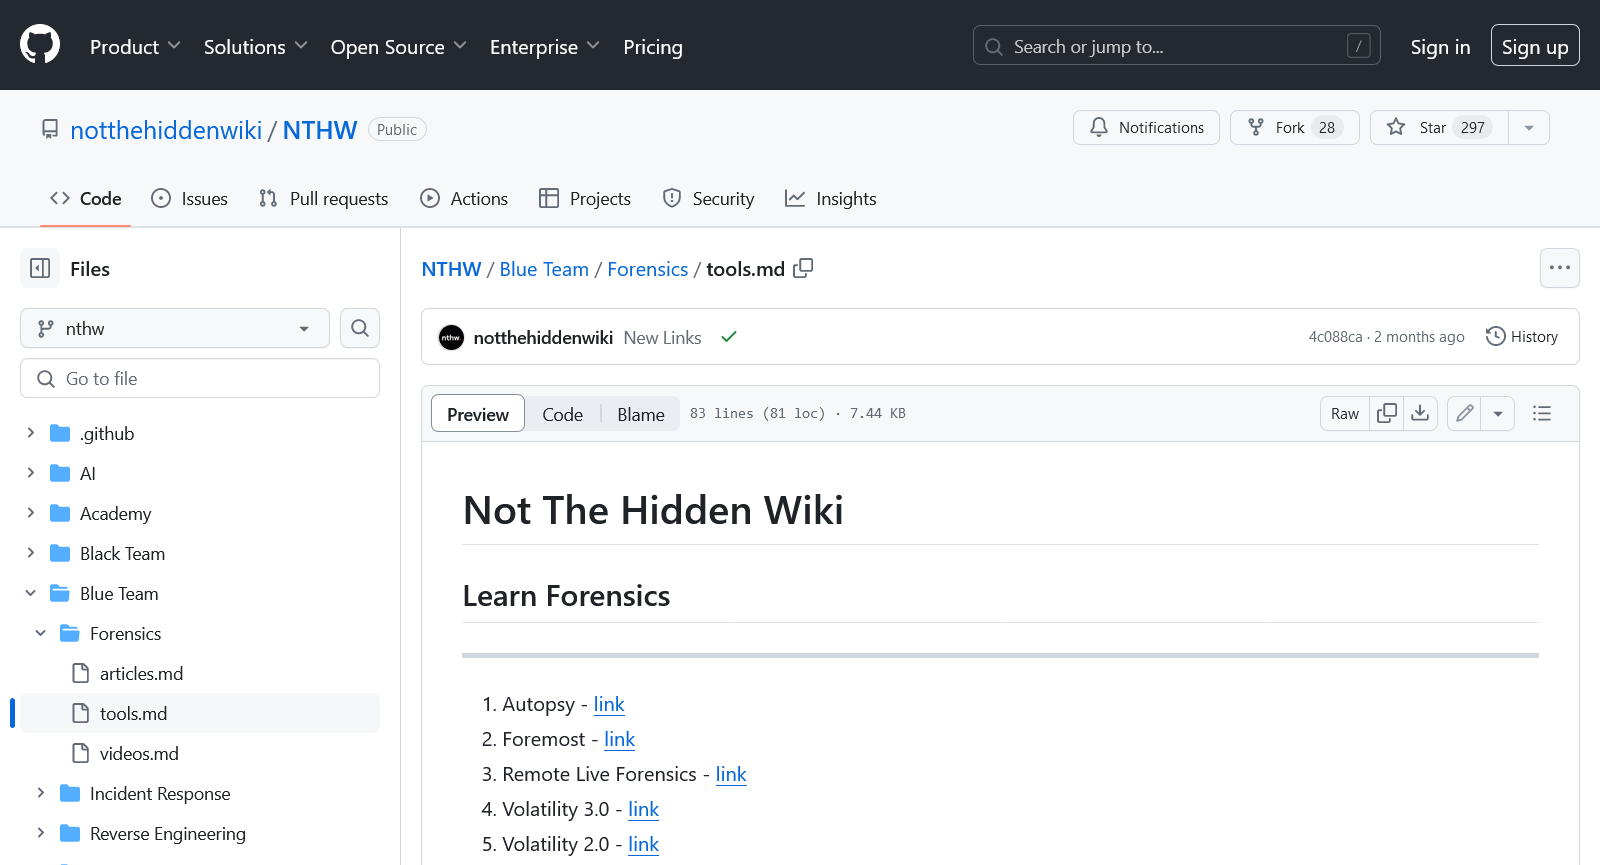 Product Solutions Open Source Enterprise Pricing Search or jump to... / Sign in Sign up
notthehiddenwiki / NTHW Public Notifications Fork 28 Star 297
Code Issues Pull requests Actions Projects Security Insights
Files
nthw
Go to file
.github
AI
Academy
Black Team
Blue Team
Forensics
articles.md
tools.md
videos.md
Incident Response
Reverse Engineering
NTHW / Blue Team / Forensics / tools.md
nthw notthehiddenwiki New Links 4c088ca · 2 months ago History
Preview Code Blame 83 lines (81 loc) · 7.44 KB Raw
Not The Hidden Wiki
Learn Forensics
1. Autopsy - link
2. Foremost - link
3. Remote Live Forensics - link
4. Volatility 3.0 - link
5. Volatility 2.0 - link